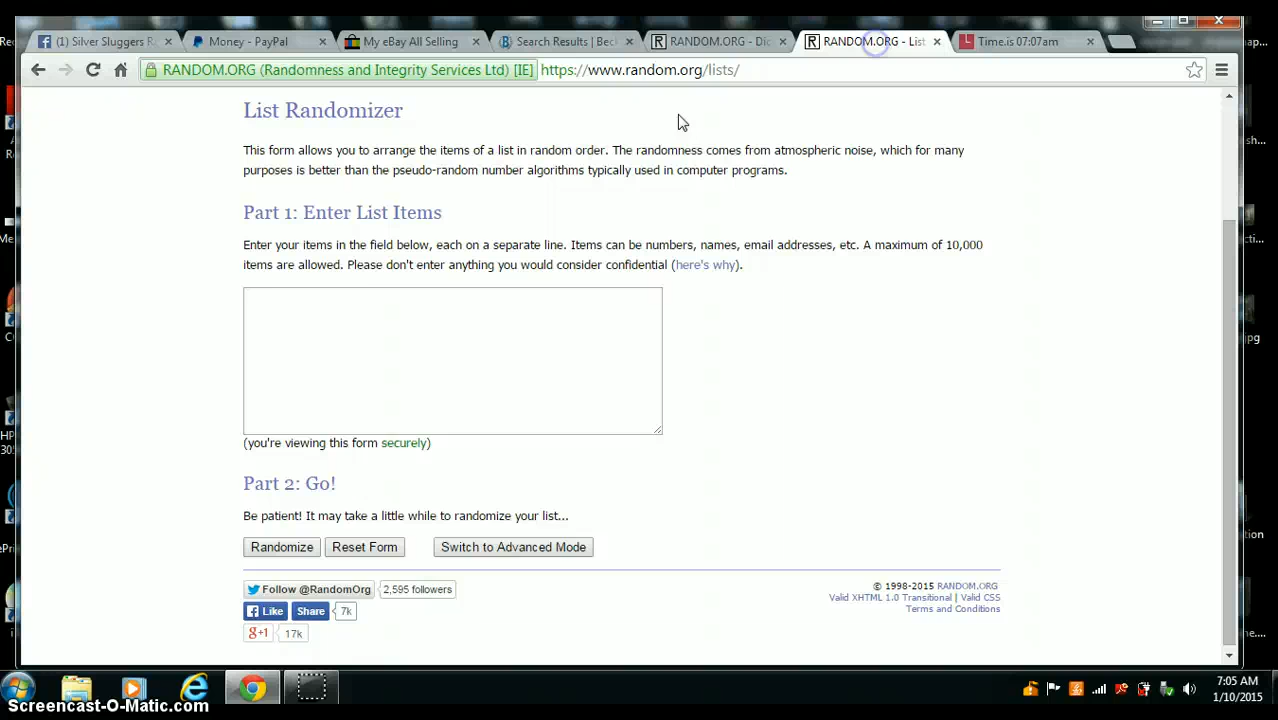 (1) Silver Sluggers R
Money - PayPal
My eBay All Selling
Search Results | Bec
RANDOM.ORG - Dic
RANDOM.ORG - List
Time.is 07:07am
RANDOM.ORG (Randomness and Integrity Services Ltd) [IE]
https://www.random.org/lists/
List Randomizer
This form allows you to arrange the items of a list in random order. The randomness comes from atmospheric noise, which for many
purposes is better than the pseudo-random number algorithms typically used in computer programs.
Part 1: Enter List Items
Enter your items in the field below, each on a separate line. Items can be numbers, names, email addresses, etc. A maximum of 10,000
items are allowed. Please don't enter anything you would consider confidential (here's why).
(you're viewing this form securely)
Part 2: Go!
Be patient! It may take a little while to randomize your list...
Randomize
Reset Form
Switch to Advanced Mode
Follow @RandomOrg
2,595 followers
Like
Share
7k
g+1
17k
© 1998-2015 RANDOM.ORG
Valid XHTML 1.0 Transitional | Valid CSS
Terms and Conditions
7:05 AM
1/10/2015
Screencast-O-Matic.com